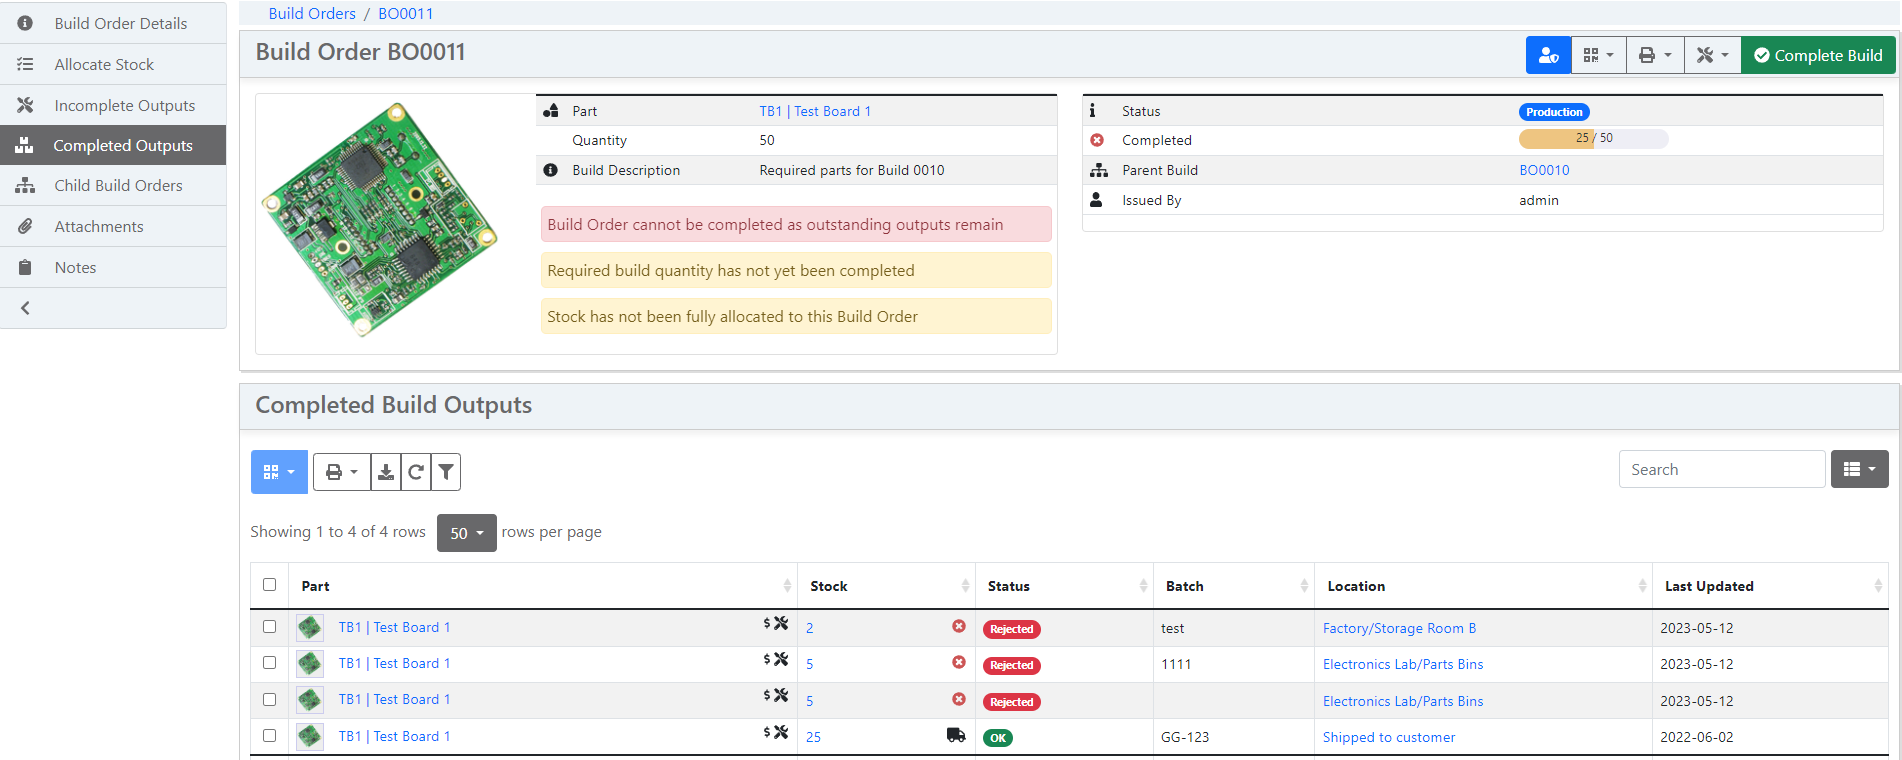 Build Order Details
Allocate Stock
Incomplete Outputs
Completed Outputs
Child Build Orders
Attachments
Notes
Build Orders / BO0011
Build Order BO0011
Complete Build
Part TB1 | Test Board 1
Quantity 50
Build Description Required parts for Build 0010
Build Order cannot be completed as outstanding outputs remain
Required build quantity has not yet been completed
Stock has not been fully allocated to this Build Order
Status Production
Completed 25 / 50
Parent Build BO0010
Issued By admin
Completed Build Outputs
Search
Showing 1 to 4 of 4 rows 50 rows per page
Part Stock Status Batch Location Last Updated
TB1 | Test Board 1 $ 2 Rejected test Factory/Storage Room B 2023-05-12
TB1 | Test Board 1 $ 5 Rejected 1111 Electronics Lab/Parts Bins 2023-05-12
TB1 | Test Board 1 $ 5 Rejected Electronics Lab/Parts Bins 2023-05-12
TB1 | Test Board 1 $ 25 OK GG-123 Shipped to customer 2022-06-02